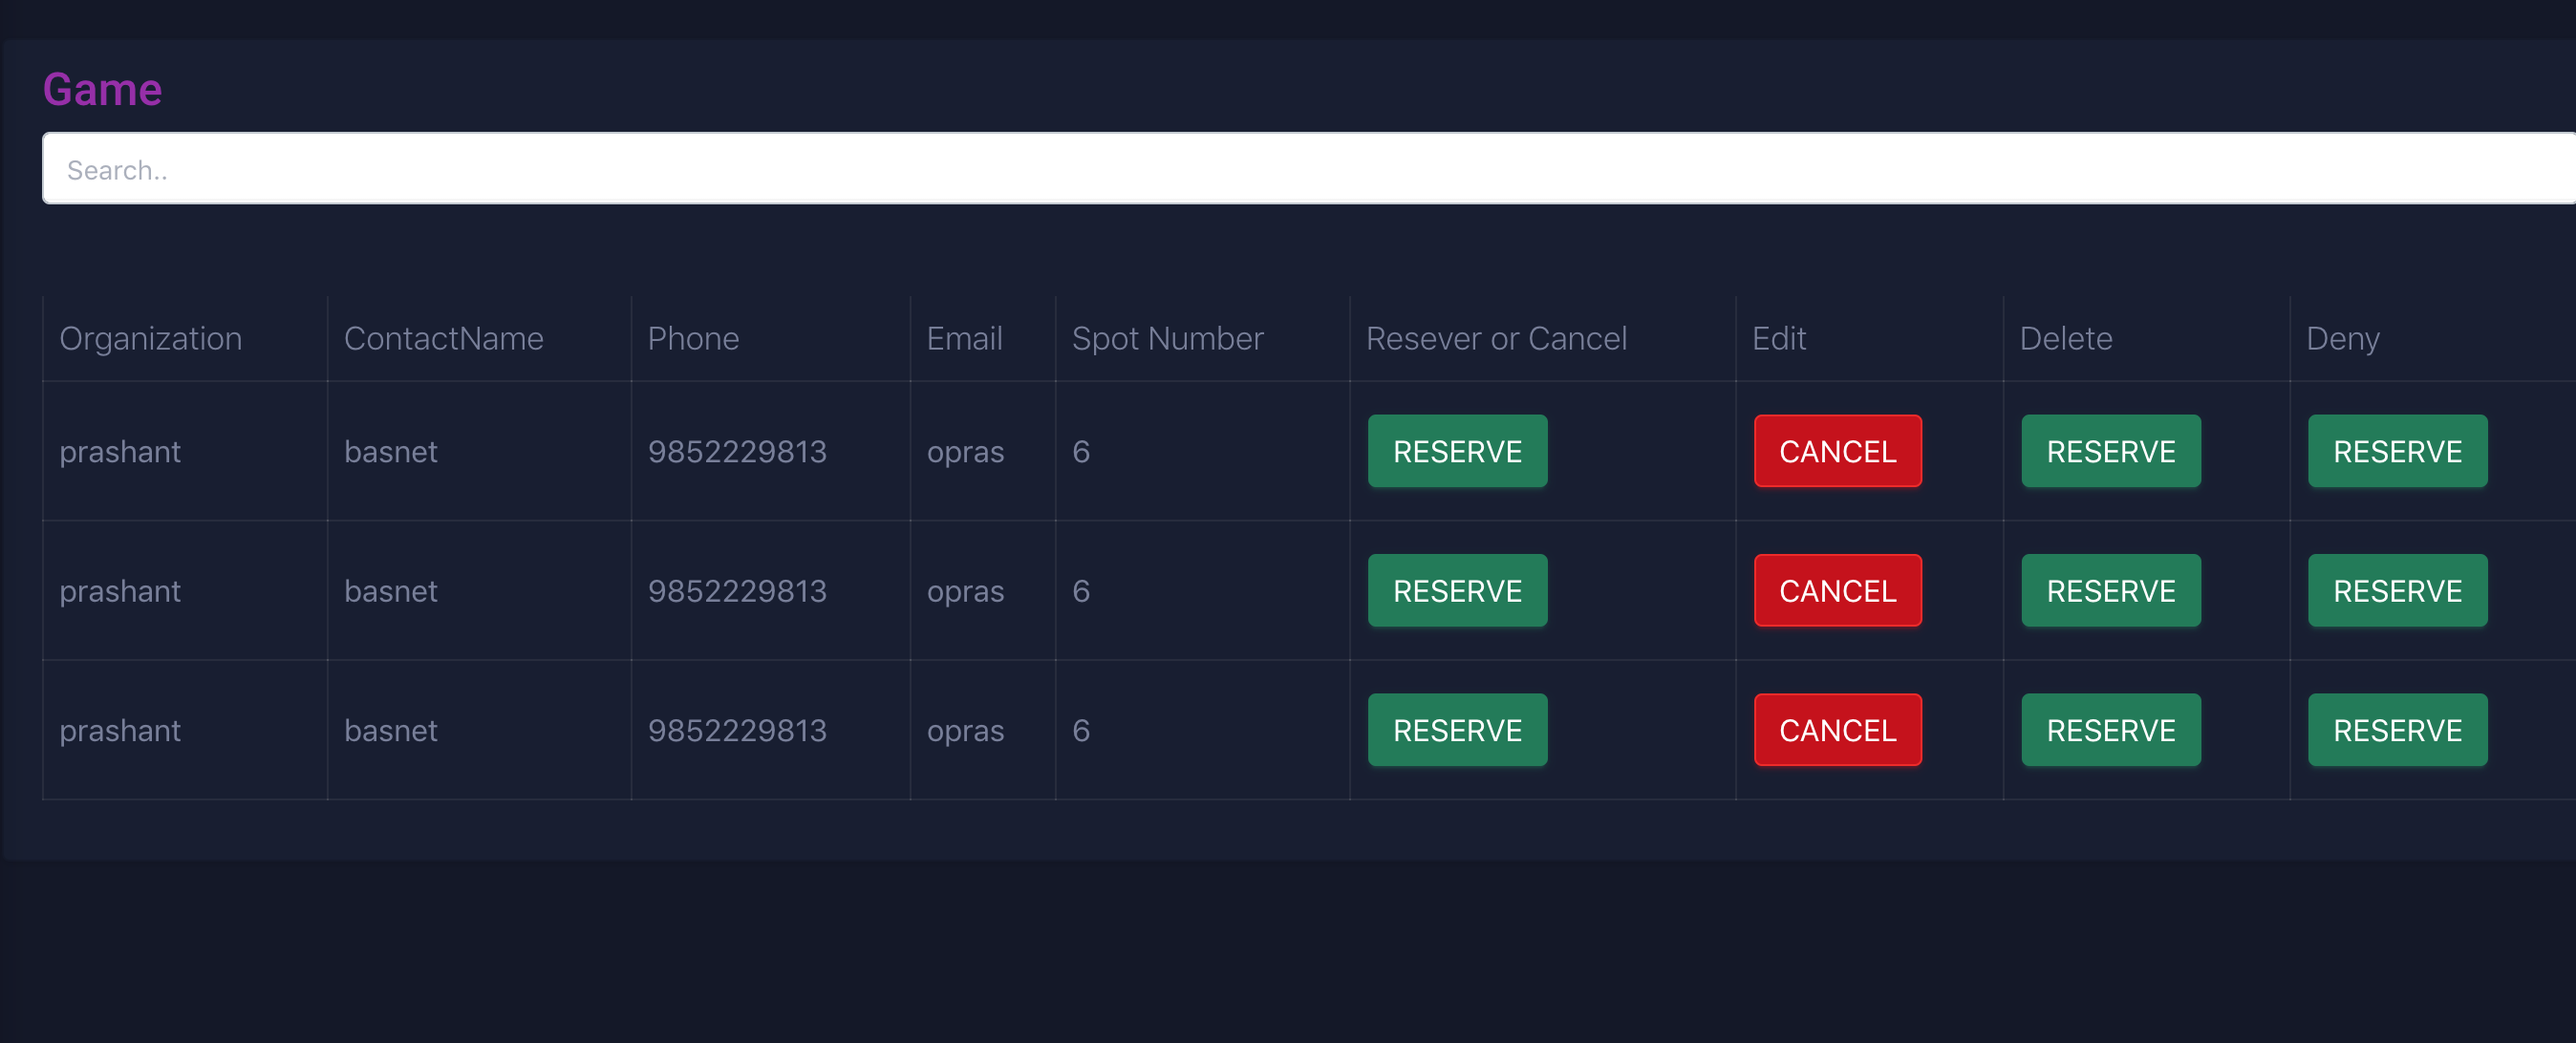 Game
Search..
Organization ContactName Phone Email Spot Number Resever or Cancel Edit Delete Deny
prashant basnet 9852229813 opras 6 RESERVE CANCEL RESERVE RESERVE
prashant basnet 9852229813 opras 6 RESERVE CANCEL RESERVE RESERVE
prashant basnet 9852229813 opras 6 RESERVE CANCEL RESERVE RESERVE